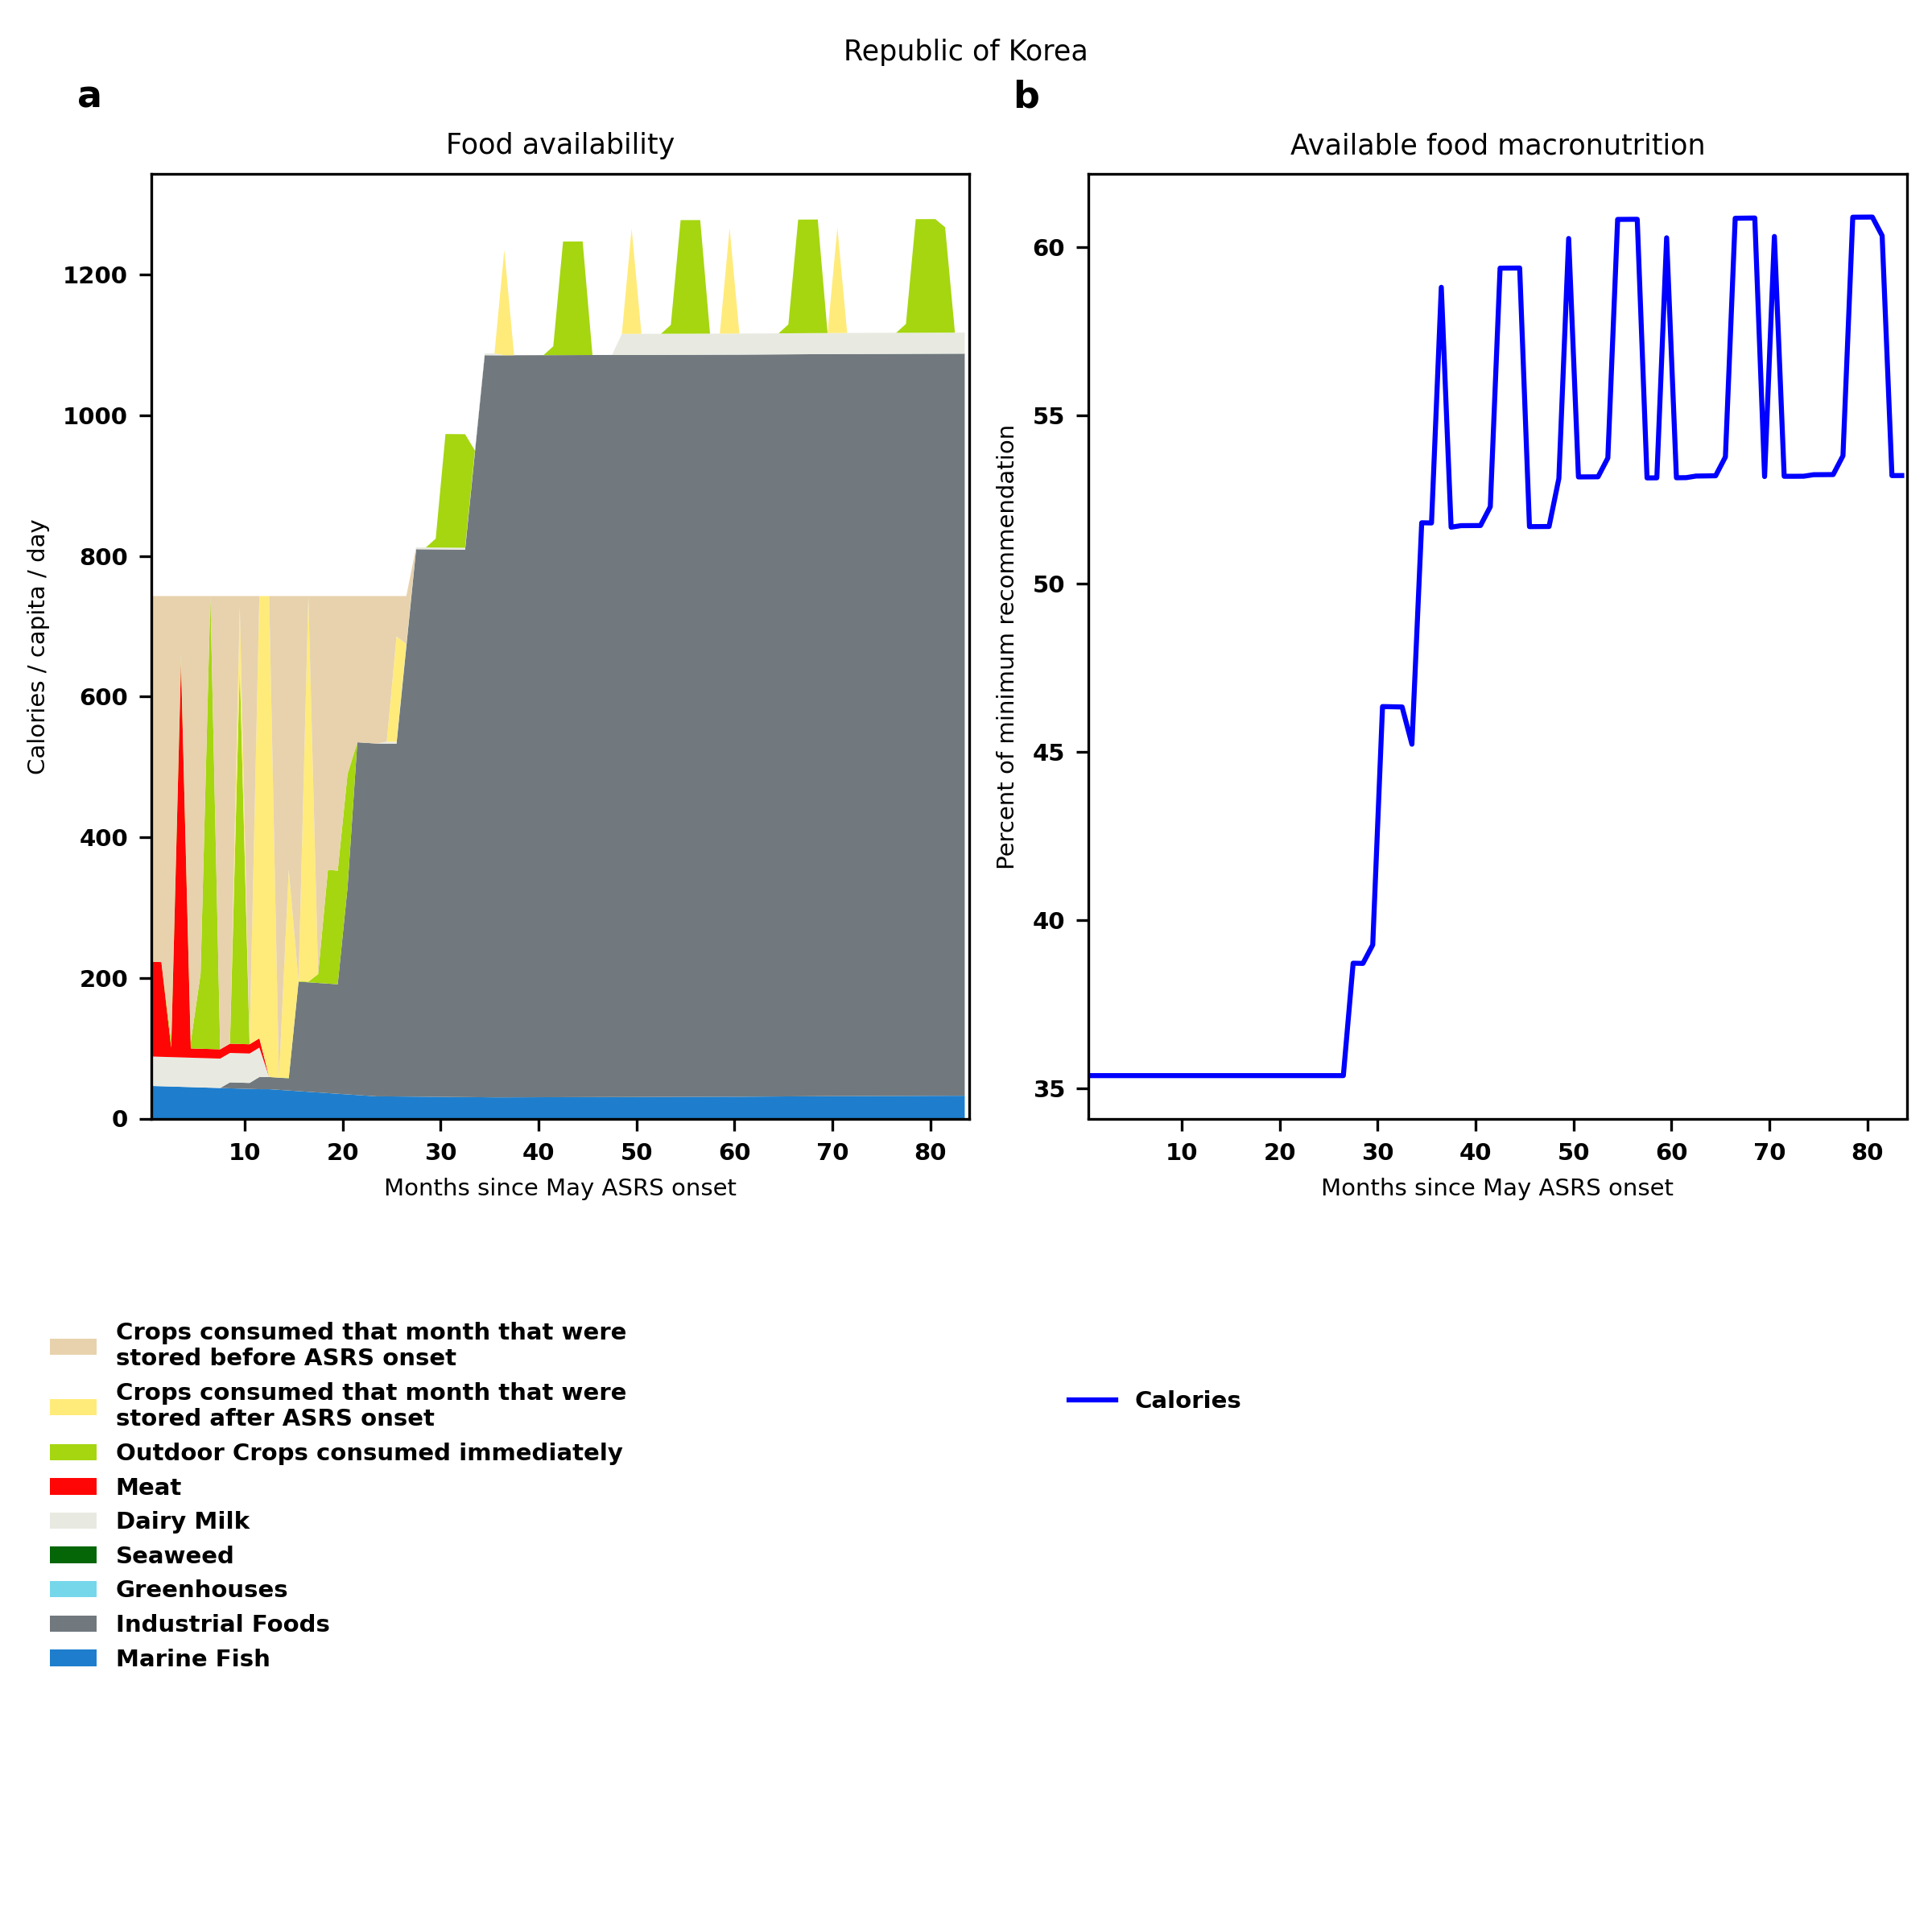 Republic of Korea
a
Food availability
Calories / capita / day
1200
1000
800
600
400
200
0
10 20 30 40 50 60 70 80
Months since May ASRS onset
b
Available food macronutrition
Percent of minimum recommendation
60
55
50
45
40
35
10 20 30 40 50 60 70 80
Months since May ASRS onset
Crops consumed that month that were
stored before ASRS onset
Crops consumed that month that were
stored after ASRS onset
Outdoor Crops consumed immediately
Meat
Dairy Milk
Seaweed
Greenhouses
Industrial Foods
Marine Fish
Calories